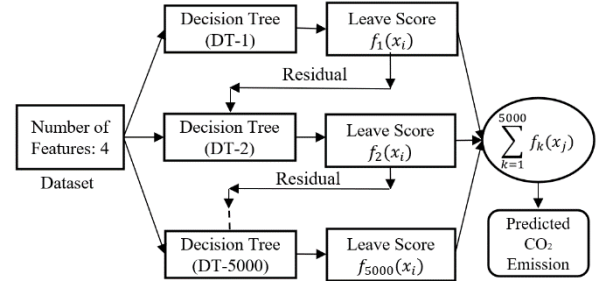 Decision Tree
(DT-1)
Leave Score
f₁(xᵢ)
Residual
Number of
Features: 4
Dataset
Decision Tree
(DT-2)
Leave Score
f₂(xᵢ)
Residual
Decision Tree
(DT-5000)
Leave Score
f₅₀₀₀(xᵢ)
5000
∑ fₖ(xⱼ)
k=1
Predicted
CO₂
Emission